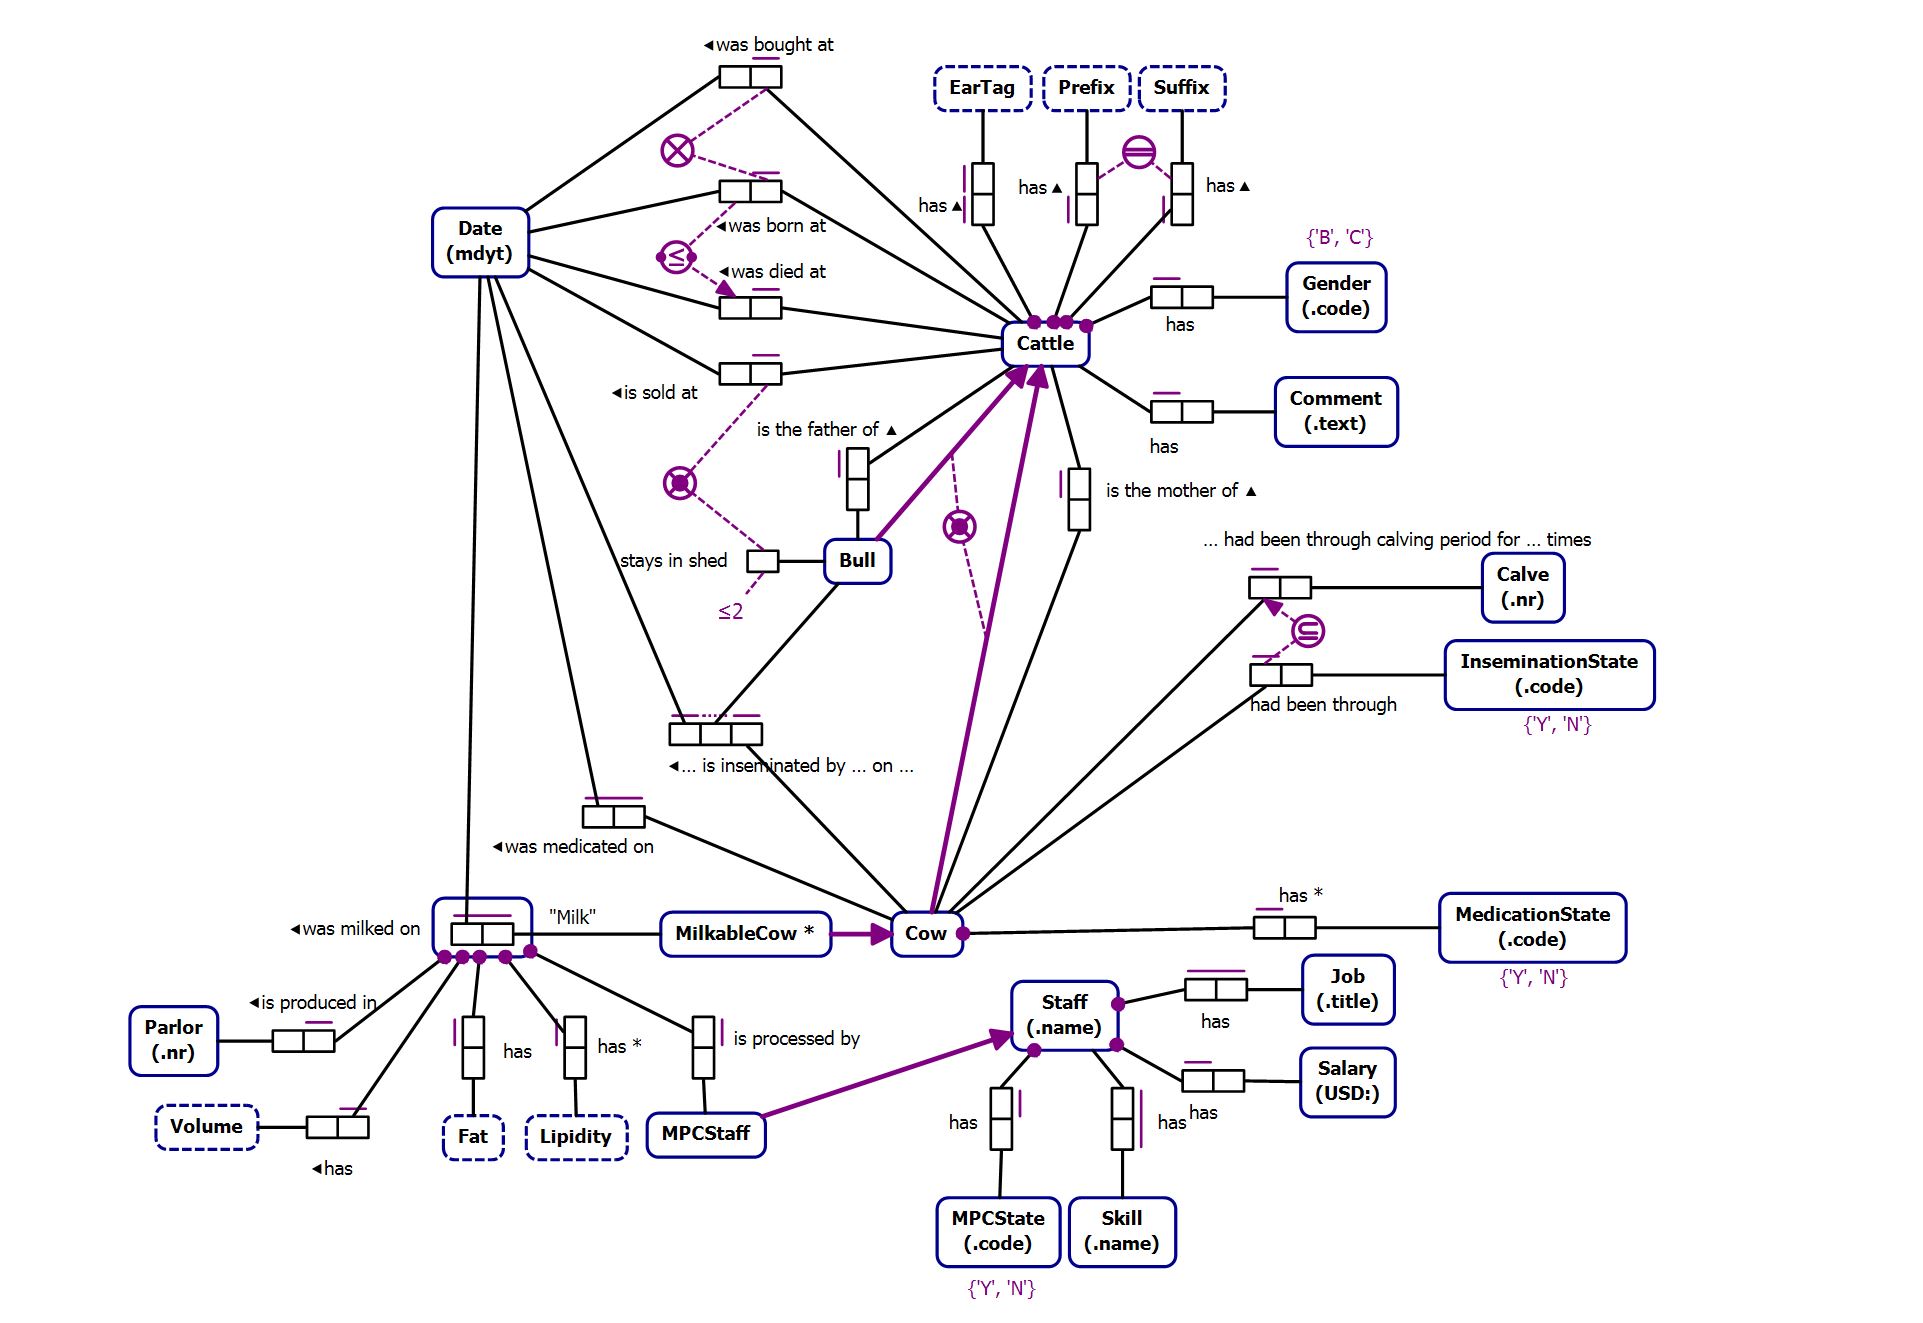 ◄was bought at
EarTag
Prefix
Suffix
has▲
has▲
has▲
Date
(mdyt)
◄was born at
{'B', 'C'}
≤
◄was died at
Gender
(.code)
has
Cattle
◄is sold at
Comment
(.text)
has
is the father of ▲
is the mother of ▲
... had been through calving period for ... times
stays in shed
Bull
≤2
Calve
(.nr)
⊆
InseminationState
(.code)
had been through
{'Y', 'N'}
◄... is inseminated by ... on ...
◄was medicated on
has *
"Milk"
◄was milked on
MilkableCow *
Cow
MedicationState
(.code)
{'Y', 'N'}
Job
(.title)
◄is produced in
Staff
(.name)
has
Parlor
(.nr)
has
has *
is processed by
Salary
(USD:)
has
Volume
has
has
Fat
Lipidity
MPCStaff
◄has
MPCState
(.code)
Skill
(.name)
{'Y', 'N'}